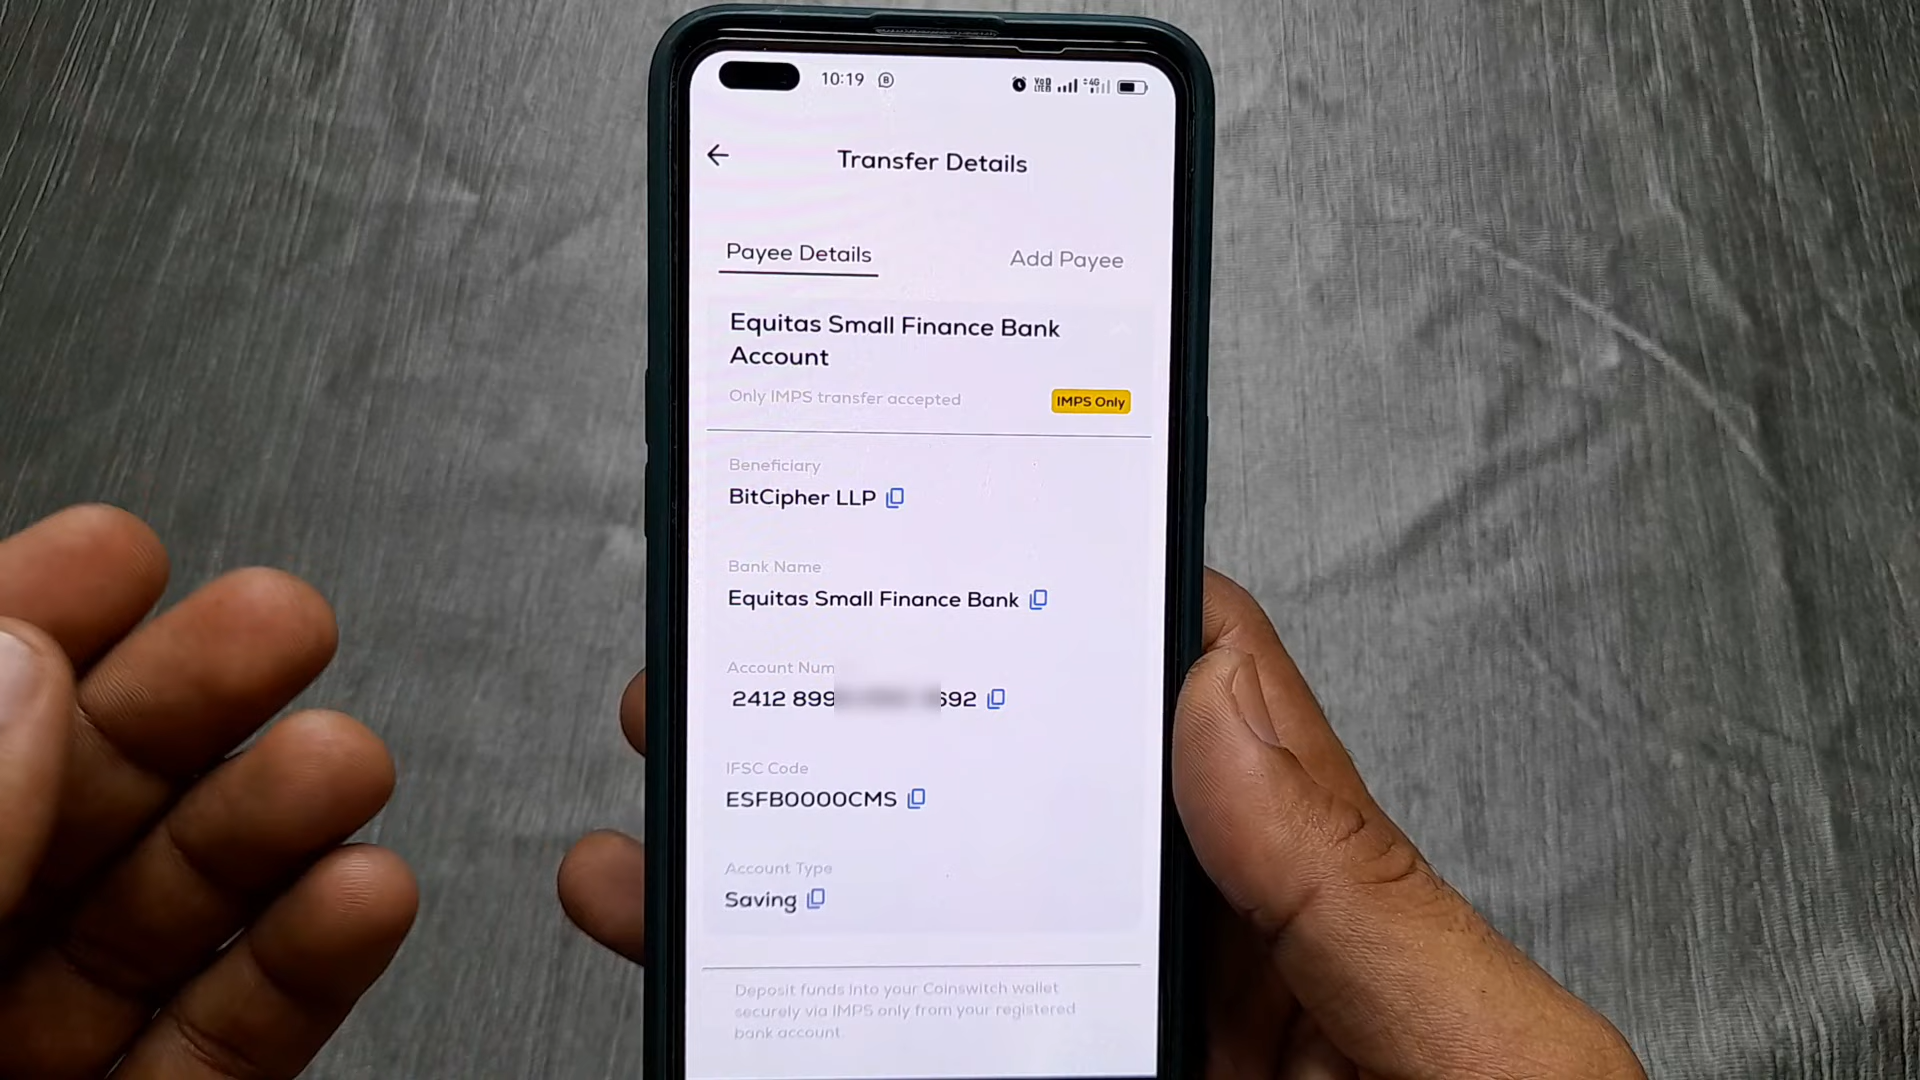 10:19
Transfer Details
Payee Details
Add Payee
Equitas Small Finance Bank
Account
Only IMPS transfer accepted
IMPS Only
Beneficiary
BitCipher LLP
Bank Name
Equitas Small Finance Bank
Account Num
2412 899 692
IFSC Code
ESFB0000CMS
Account Type
Saving
Deposit funds into your Coinswitch wallet
securely via IMPS only from your registered
bank account.